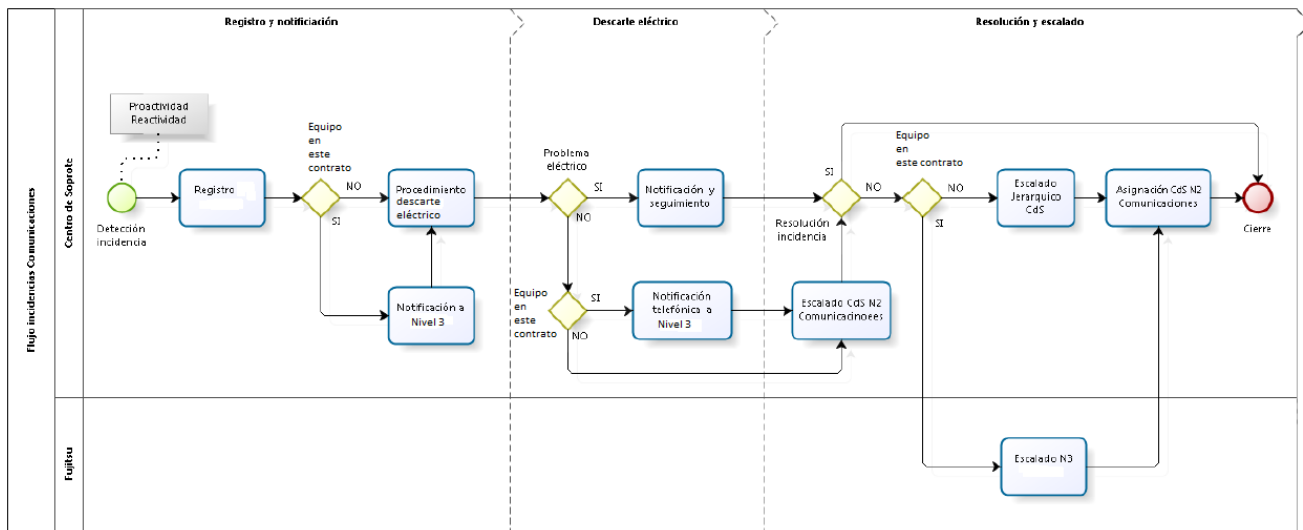 Registro y notificiación
Descarte eléctrico
Resolución y escalado
Flujo incidencias Comunicaciones
Centro de Soprote
Fujitsu
Proactividad
Reactividad
Detección
incidencia
Registro
Equipo
en
este
contrato
NO
SI
Procedimiento
descarte
eléctrico
Notificación a
Nivel 3
Problema
eléctrico
SI
NO
Notificación y
seguimiento
Equipo
en
este
contrato
SI
NO
Notificación
telefónica a
Nivel 3
Escalado CdS N2
Comunicacinoees
SI
NO
Resolución
incidencia
Equipo
en
este contrato
NO
SI
Escalado
Jerarquico
CdS
Asignación CdS N2
Comunicaciones
Cierre
Escalado N3